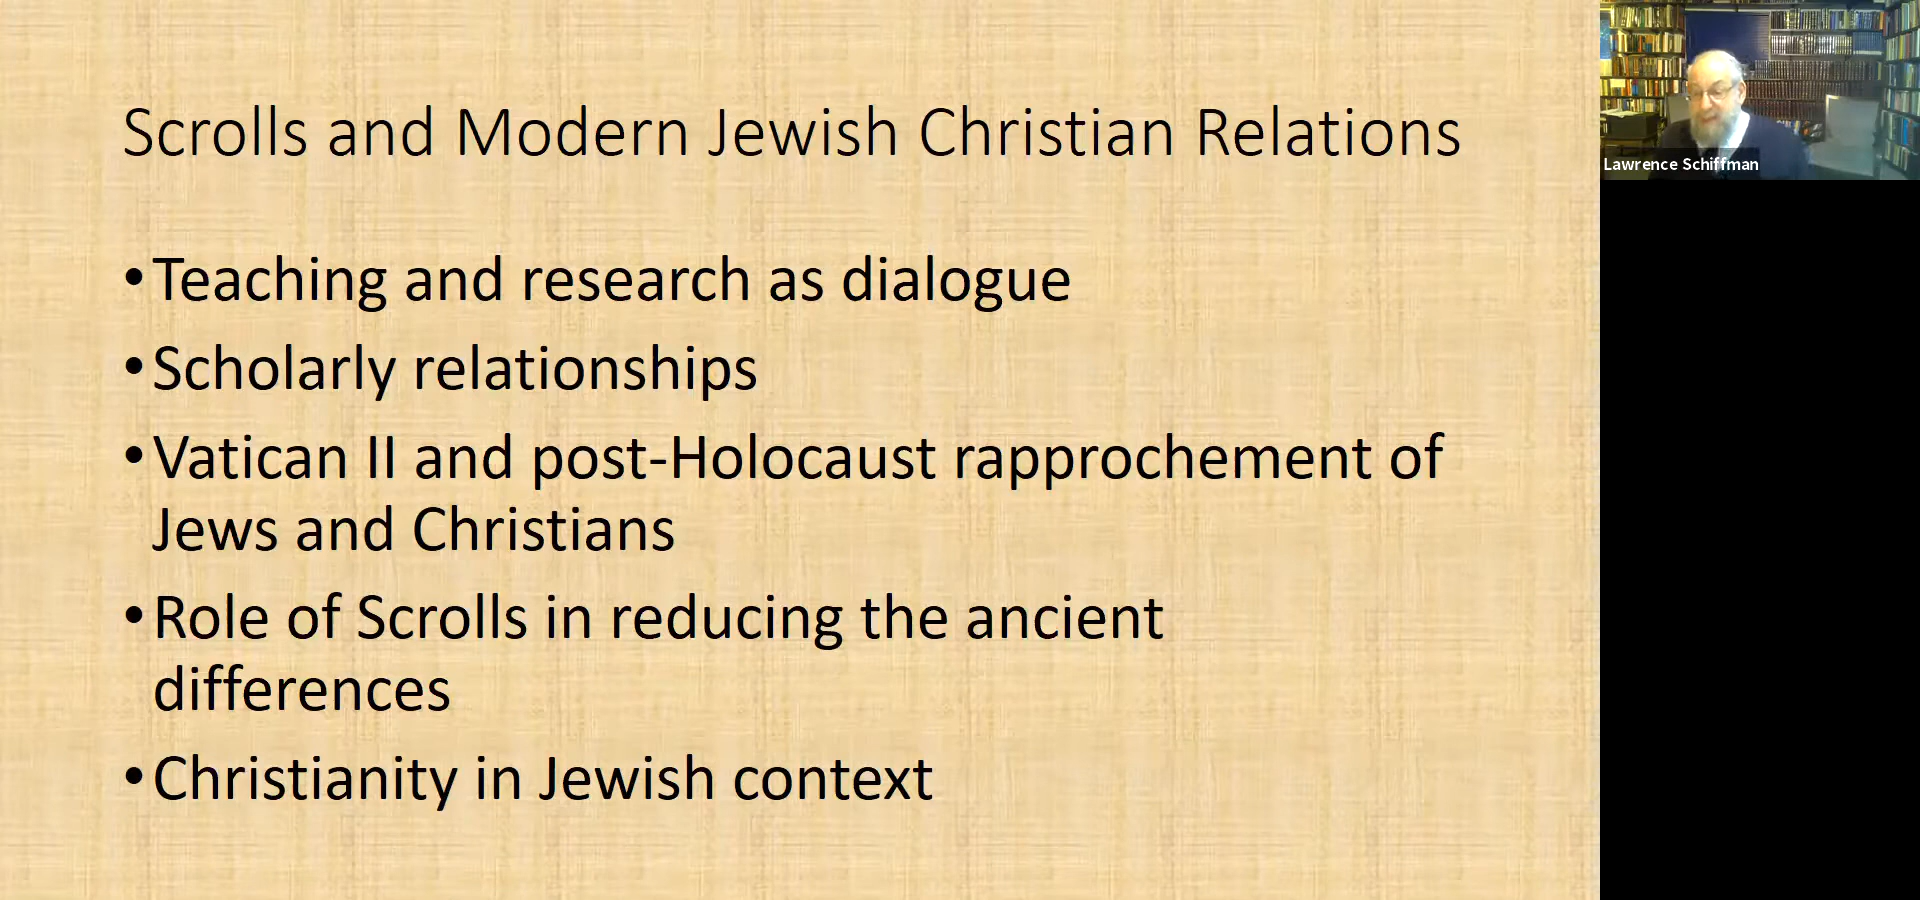 Scrolls and Modern Jewish Christian Relations
•Teaching and research as dialogue
•Scholarly relationships
•Vatican II and post-Holocaust rapprochement of
Jews and Christians
•Role of Scrolls in reducing the ancient
differences
•Christianity in Jewish context
Lawrence Schiffman